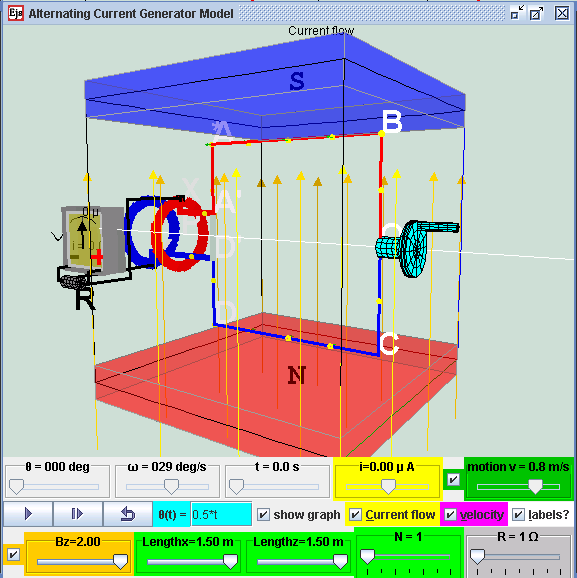 Ejs Alternating Current Generator Model
Current flow
S
A
B
A'
D'
D
C
N
R
θ = 000 deg
ω = 029 deg/s
t = 0.0 s
i=0.00 μ A
motion v = 0.8 m/s
θ(t) = 0.5*t
show graph
Current flow
velocity
labels?
Bz=2.00
Lengthx=1.50 m
Lengthz=1.50 m
N = 1
R = 1 Ω